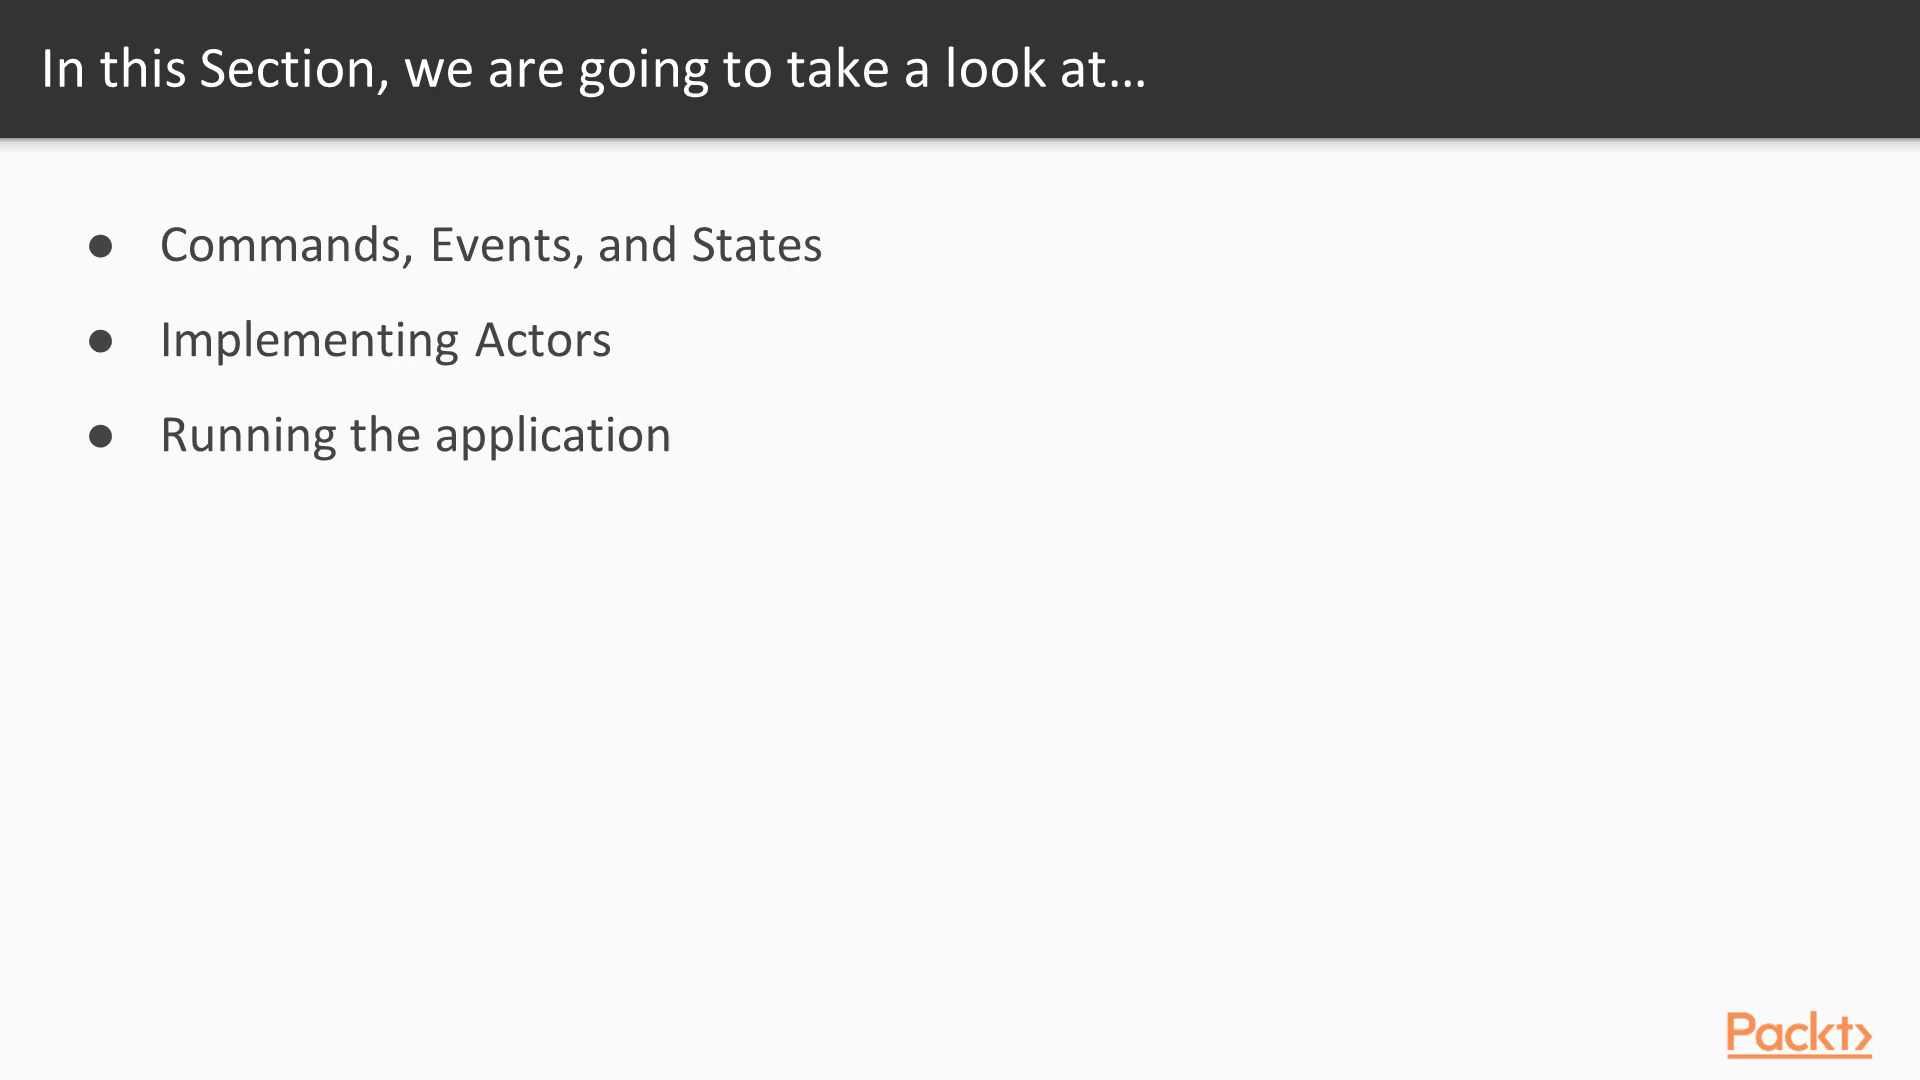 In this Section, we are going to take a look at…
● Commands, Events, and States
● Implementing Actors
● Running the application
Packt>